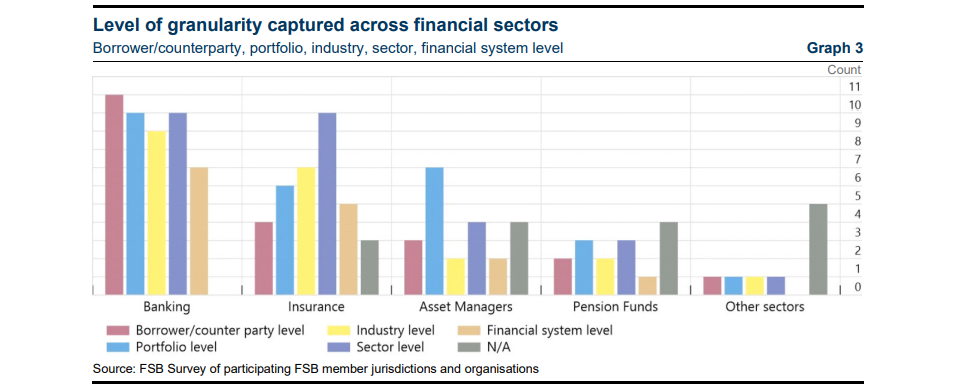 Level of granularity captured across financial sectors
Borrower/counterparty, portfolio, industry, sector, financial system level Graph 3
Count
11
10
9
8
7
6
5
4
3
2
1
0
Banking Insurance Asset Managers Pension Funds Other sectors
Borrower/counter party level Industry level Financial system level
Portfolio level Sector level N/A
Source: FSB Survey of participating FSB member jurisdictions and organisations